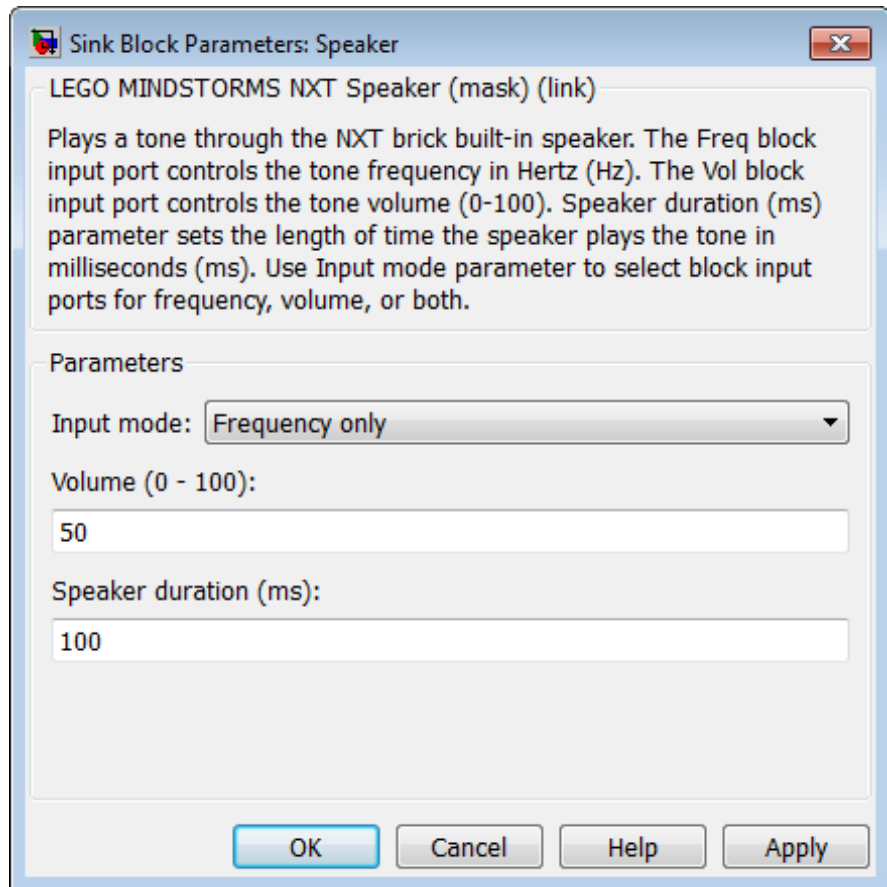 Sink Block Parameters: Speaker
LEGO MINDSTORMS NXT Speaker (mask) (link)
Plays a tone through the NXT brick built-in speaker. The Freq block
input port controls the tone frequency in Hertz (Hz). The Vol block
input port controls the tone volume (0-100). Speaker duration (ms)
parameter sets the length of time the speaker plays the tone in
milliseconds (ms). Use Input mode parameter to select block input
ports for frequency, volume, or both.
Parameters
Input mode: Frequency only
Volume (0 - 100):
50
Speaker duration (ms):
100
OK Cancel Help Apply